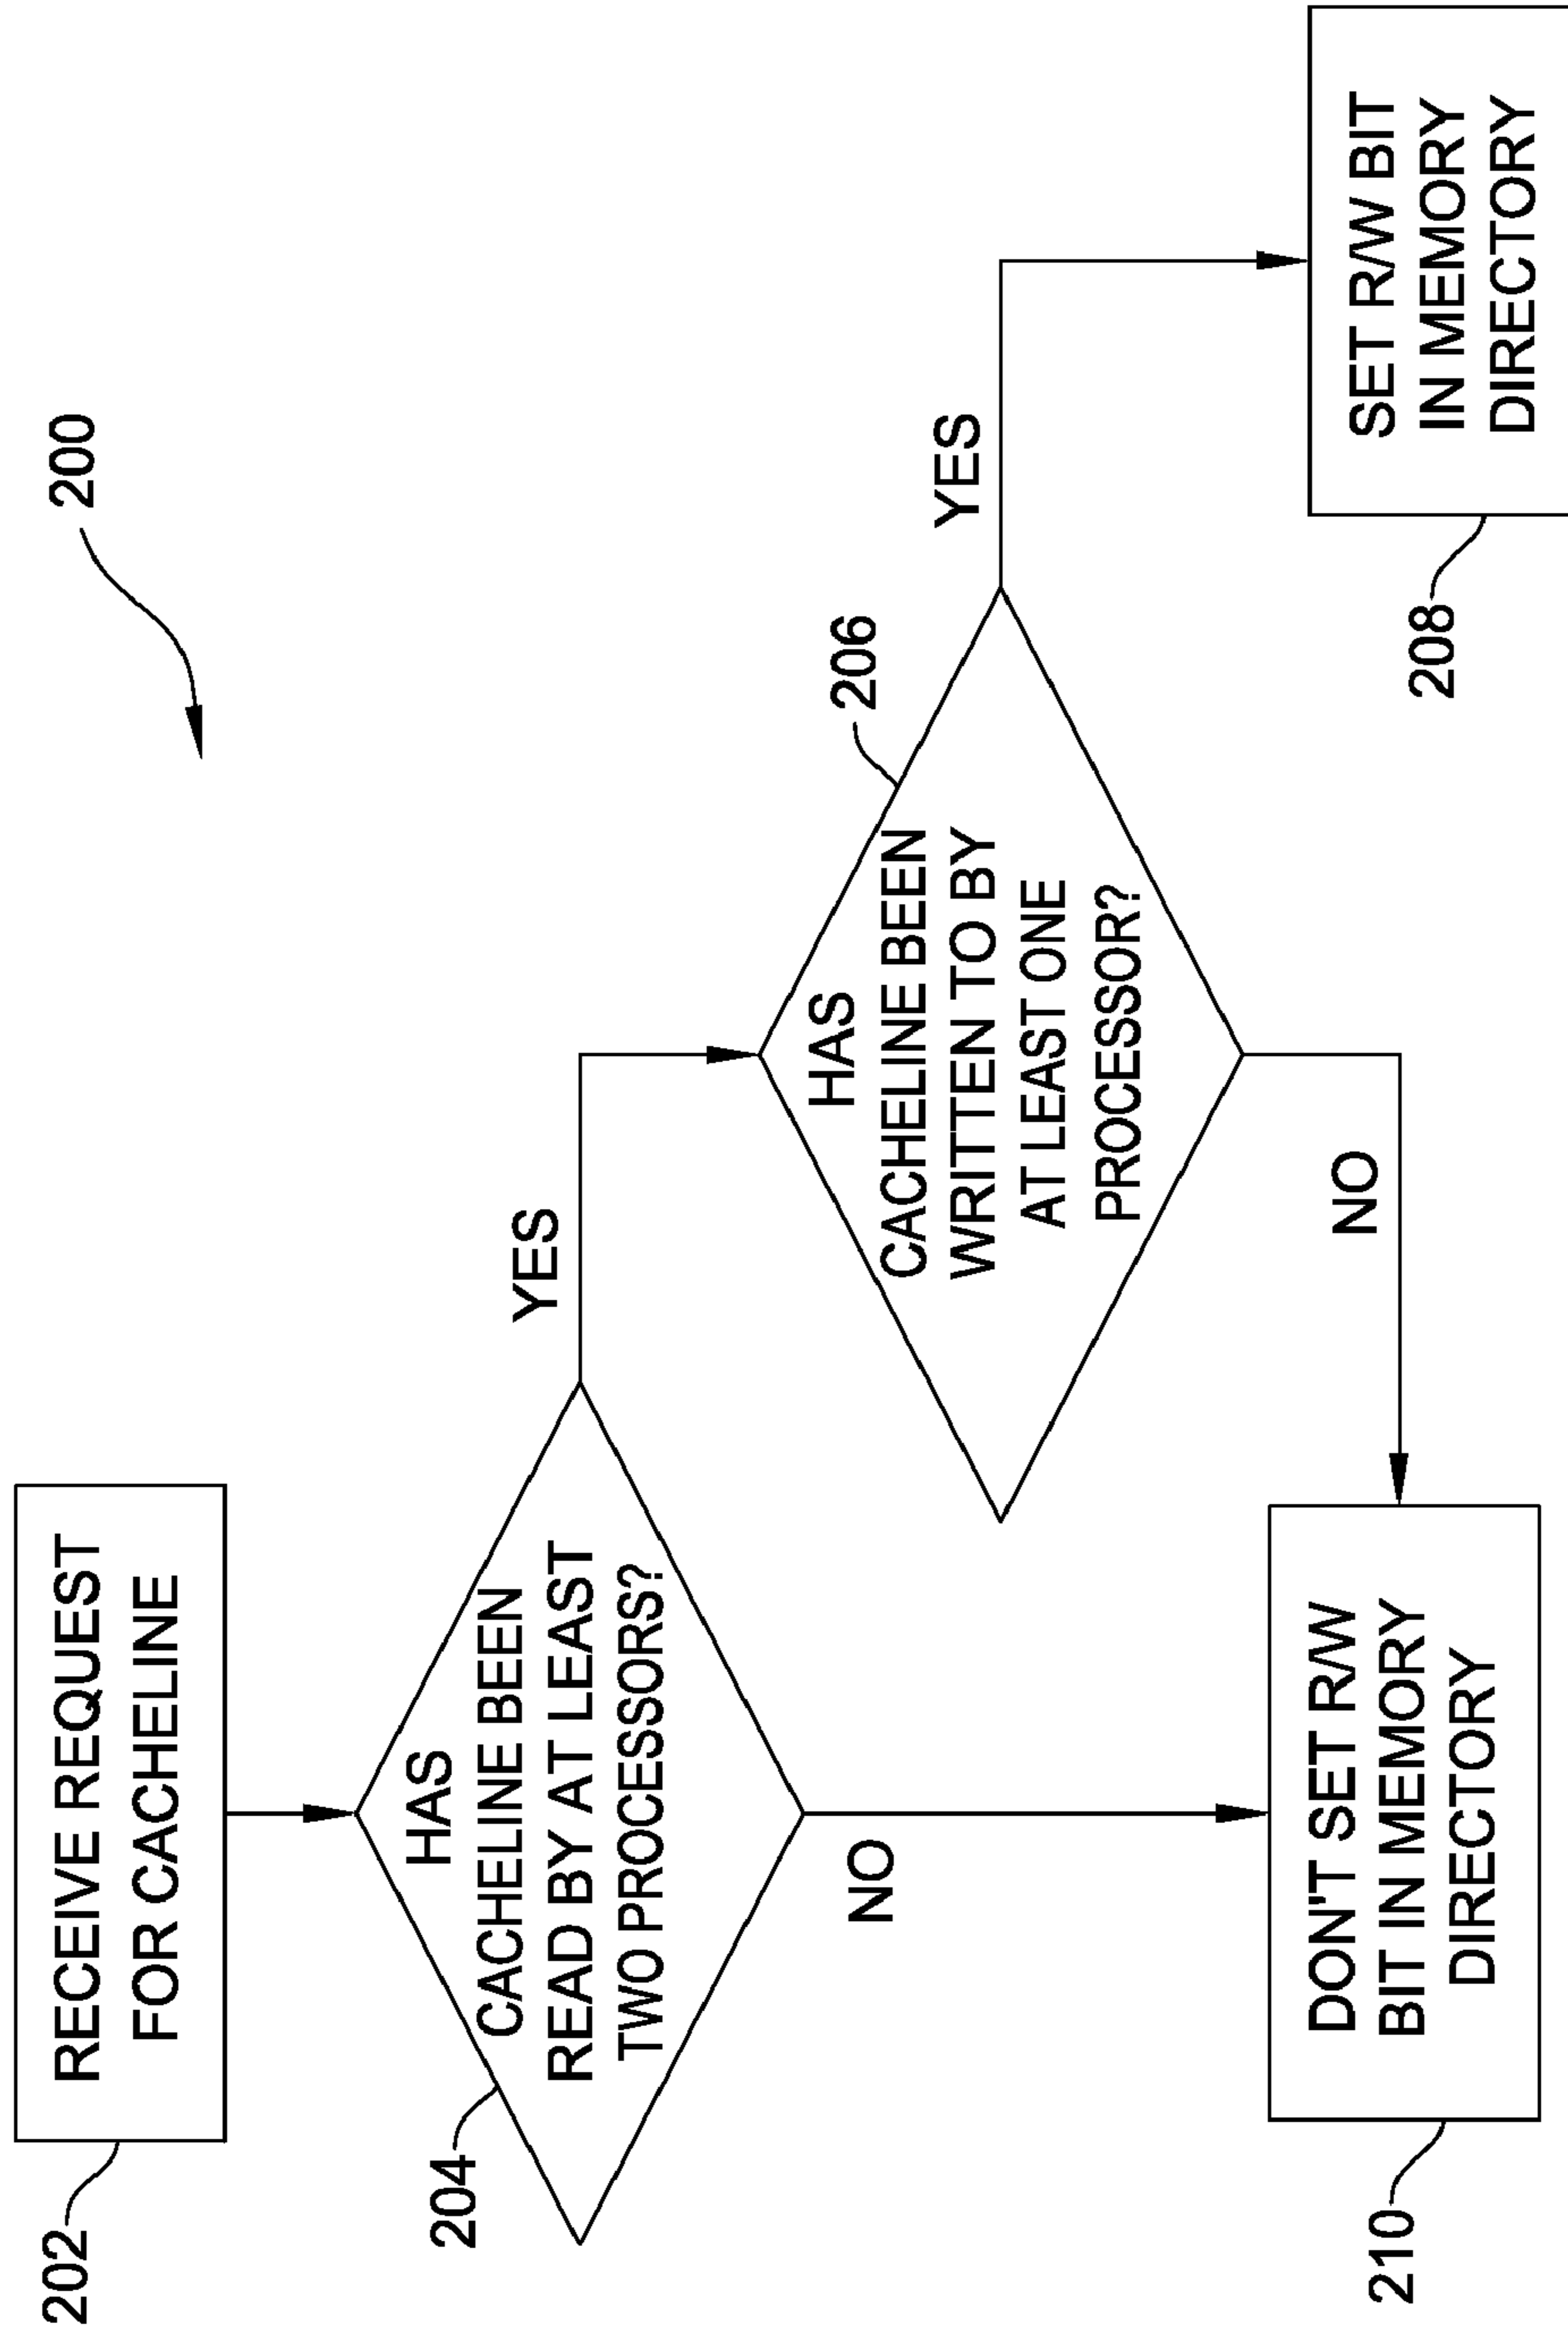 200
202
RECEIVE REQUEST
FOR CACHELINE
204
HAS
CACHELINE BEEN
READ BY AT LEAST
TWO PROCESSORS?
YES
NO
206
HAS
CACHELINE BEEN
WRITTEN TO BY
AT LEAST ONE
PROCESSOR?
YES
NO
208
SET R/W BIT
IN MEMORY
DIRECTORY
210
DON'T SET R/W
BIT IN MEMORY
DIRECTORY